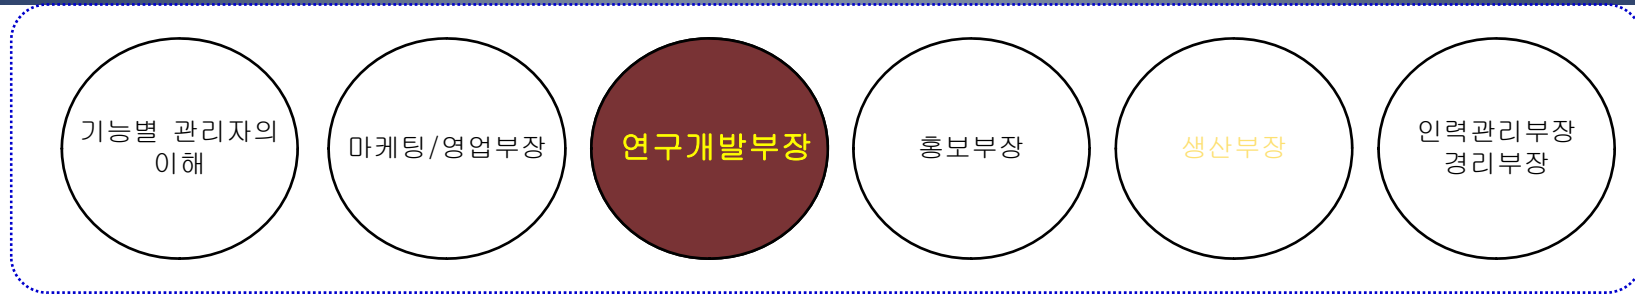 기능별 관리자의
이해
마케팅/영업부장
연구개발부장
홍보부장
생산부장
인력관리부장
경리부장